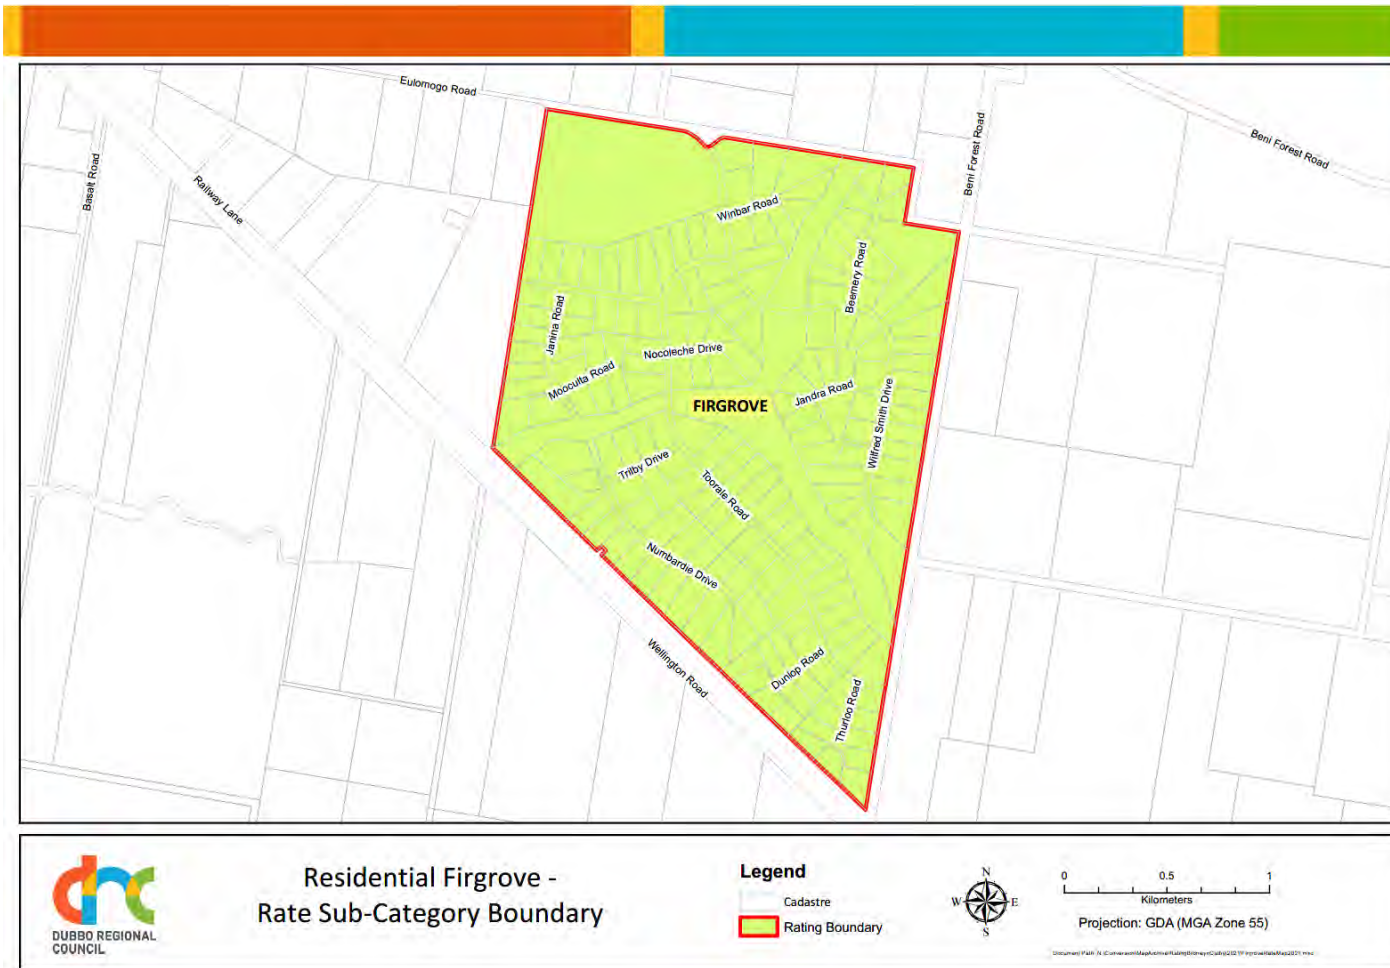 Eulomogo Road
Beni Forest Road
Beni Forest Road
Basalt Road
Railway Lane
Winbar Road
Beemery Road
Janina Road
Nocoleche Drive
Mooculta Road
Jandra Road
FIRGROVE
Wilfred Smith Drive
Trilby Drive
Toorale Road
Numbardie Drive
Wellington Road
Dunlop Road
Thurloo Road
DUBBO REGIONAL
COUNCIL
Residential Firgrove -
Rate Sub-Category Boundary
Legend
Cadastre
Rating Boundary
N
W E
S
0 0.5 1
Kilometers
Projection: GDA (MGA Zone 55)